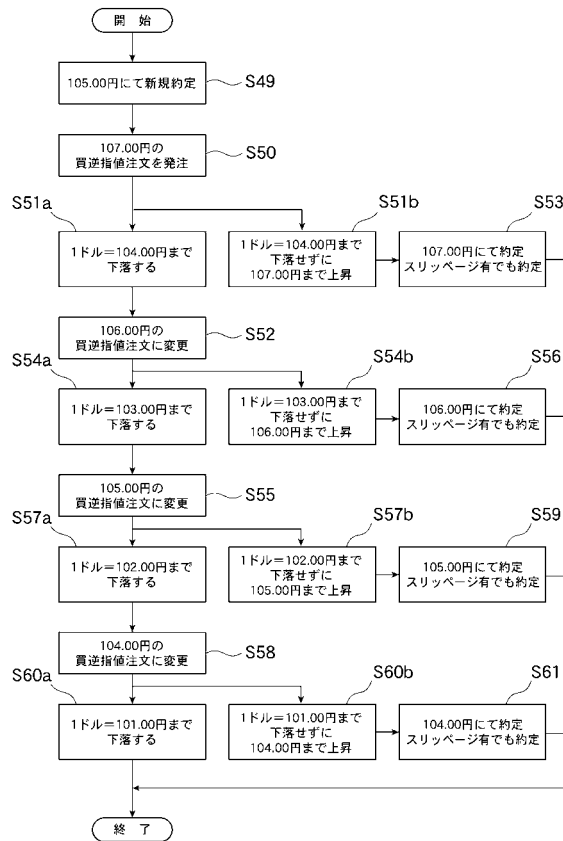 開 始
105.00円にて新規約定
S49
107.00円の
買逆指値注文を発注
S50
S51a
1ドル=104.00円まで
下落する
S51b
1ドル=104.00円まで
下落せずに
107.00円まで上昇
S53
107.00円にて約定
スリッページ有でも約定
106.00円の
買逆指値注文に変更
S52
S54a
1ドル=103.00円まで
下落する
S54b
1ドル=103.00円まで
下落せずに
106.00円まで上昇
S56
106.00円にて約定
スリッページ有でも約定
105.00円の
買逆指値注文に変更
S55
S57a
1ドル=102.00円まで
下落する
S57b
1ドル=102.00円まで
下落せずに
105.00円まで上昇
S59
105.00円にて約定
スリッページ有でも約定
104.00円の
買逆指値注文に変更
S58
S60a
1ドル=101.00円まで
下落する
S60b
1ドル=101.00円まで
下落せずに
104.00円まで上昇
S61
104.00円にて約定
スリッページ有でも約定
終 了